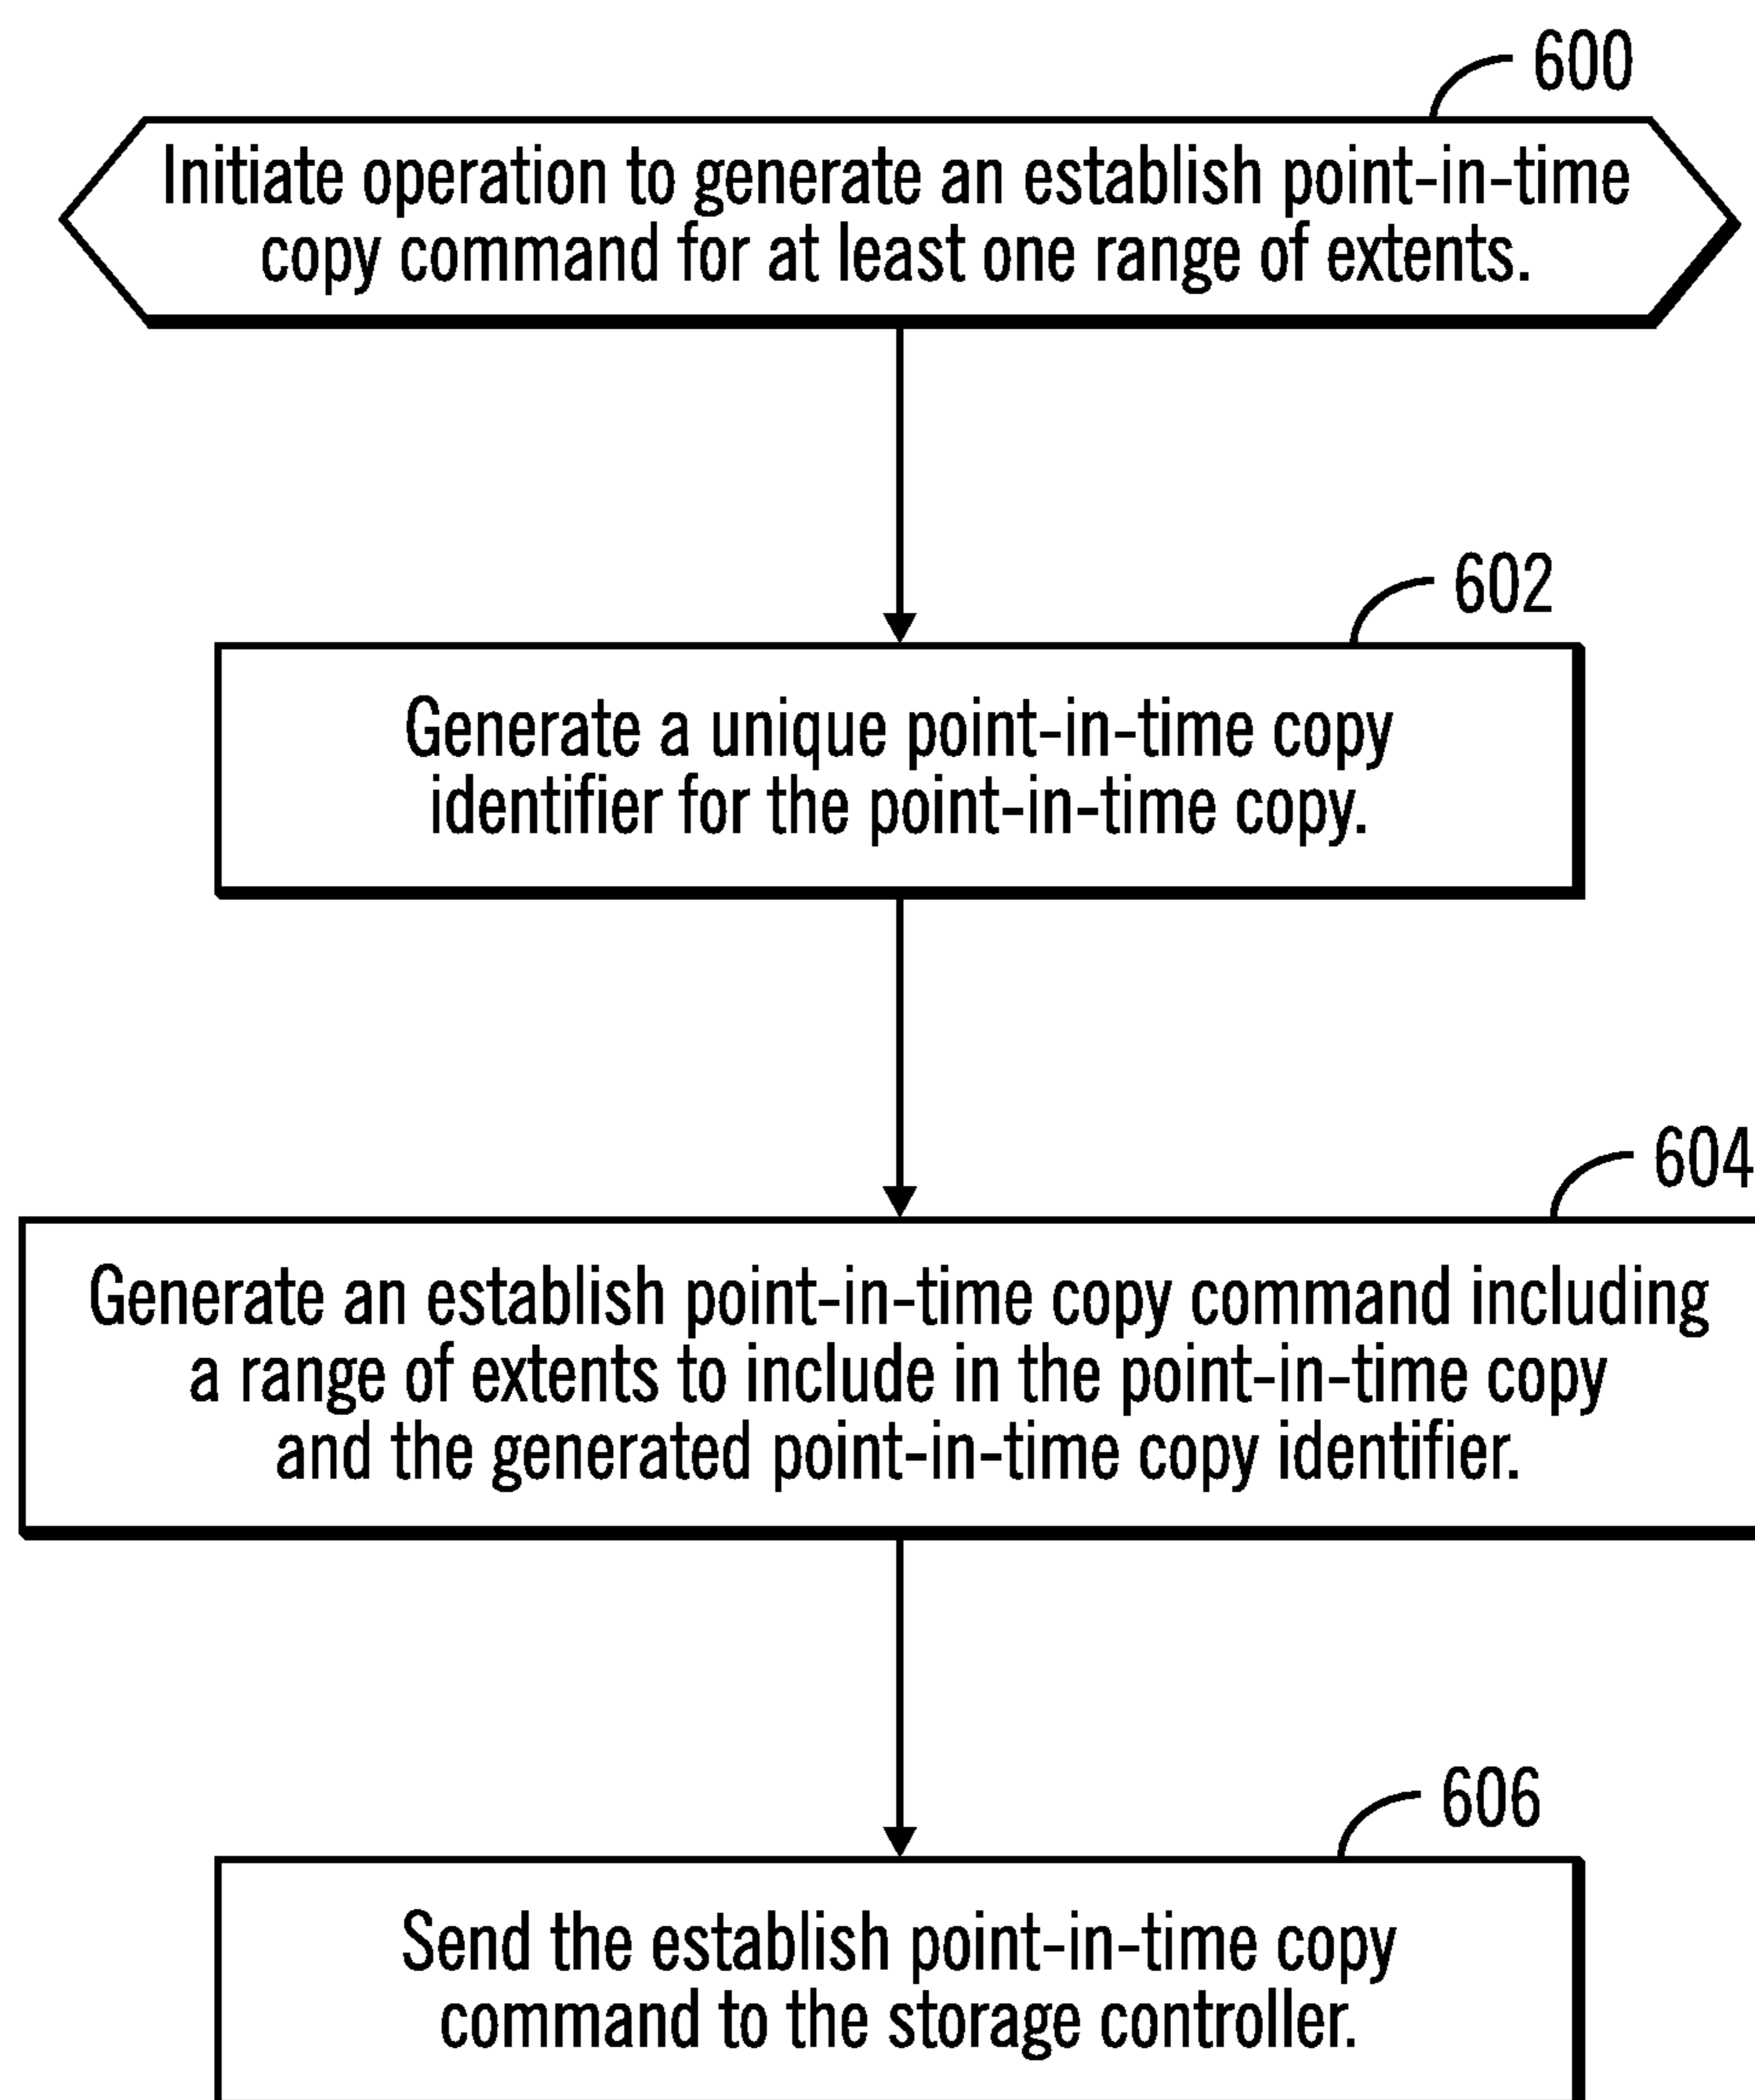 600
Initiate operation to generate an establish point-in-time
copy command for at least one range of extents.
602
Generate a unique point-in-time copy
identifier for the point-in-time copy.
604
Generate an establish point-in-time copy command including
a range of extents to include in the point-in-time copy
and the generated point-in-time copy identifier.
606
Send the establish point-in-time copy
command to the storage controller.